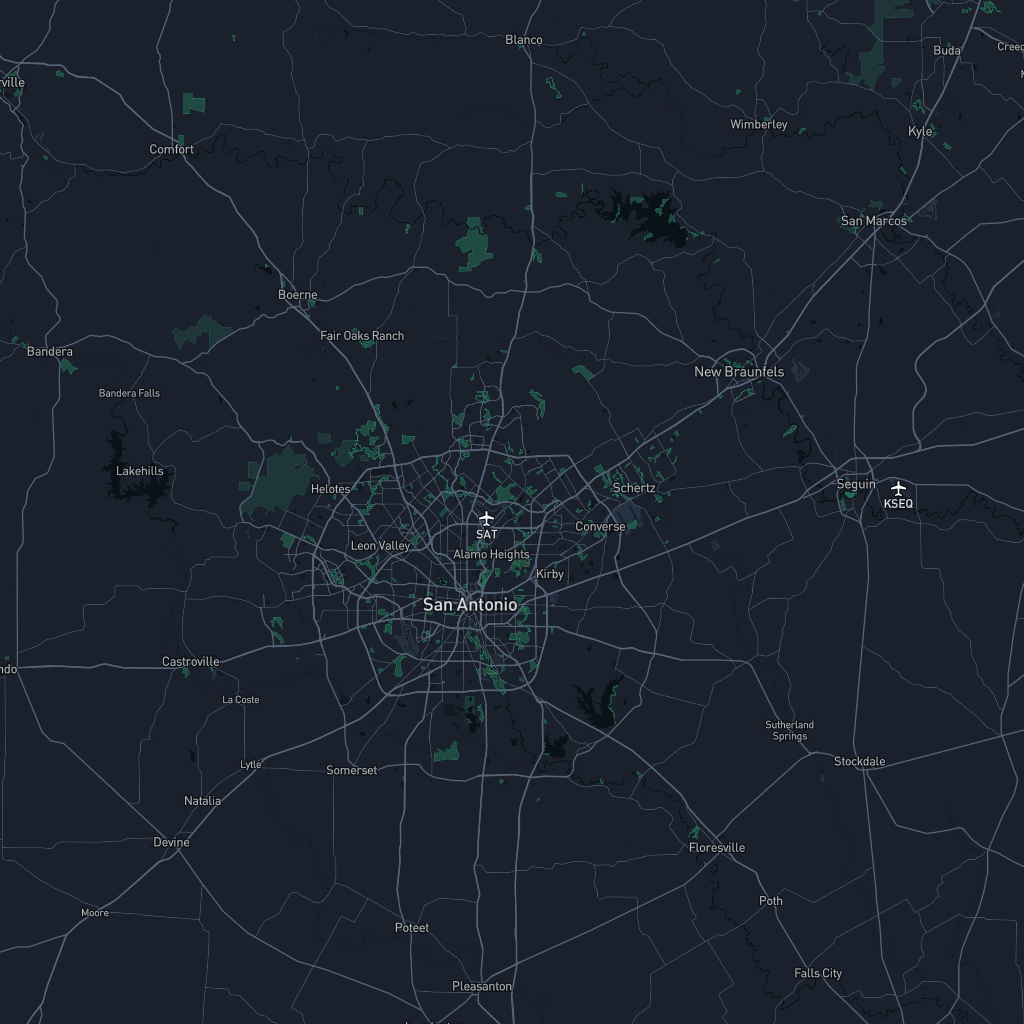 Blanco
Buda
Wimberley
Kyle
Comfort
San Marcos
Boerne
Fair Oaks Ranch
Bandera
New Braunfels
Bandera Falls
Lakehills
Helotes
Schertz
Seguin
KSEQ
SAT
Converse
Leon Valley
Alamo Heights
Kirby
San Antonio
Castroville
La Coste
Sutherland
Springs
Lytle
Somerset
Stockdale
Natalia
Devine
Floresville
Moore
Poth
Poteet
Falls City
Pleasanton